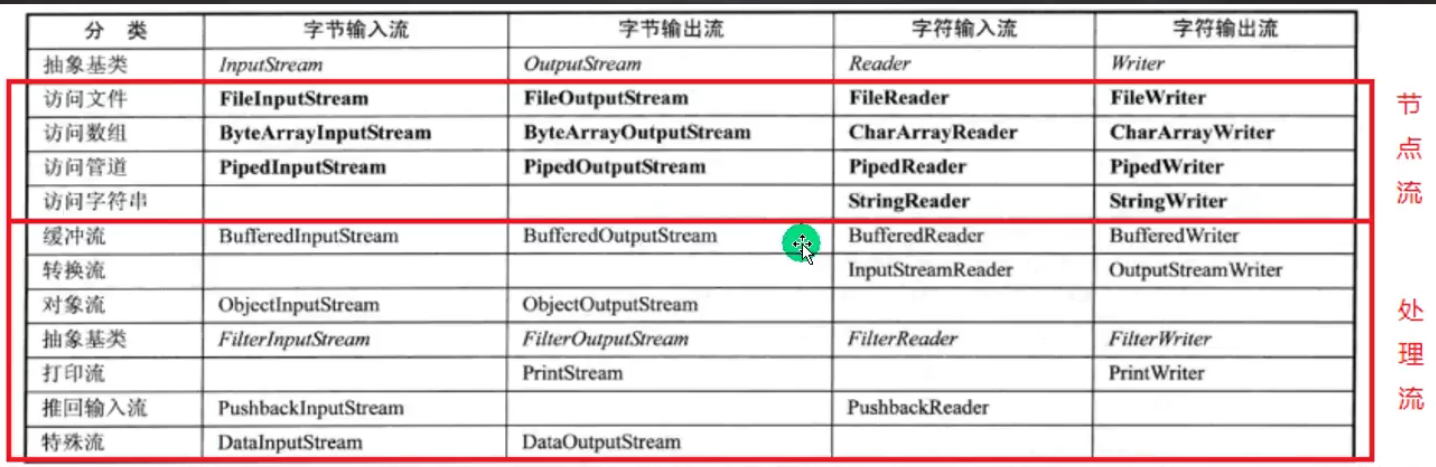 分 类 字节输入流 字节输出流 字符输入流 字符输出流
抽象基类 InputStream OutputStream Reader Writer
访问文件 FileInputStream FileOutputStream FileReader FileWriter
访问数组 ByteArrayInputStream ByteArrayOutputStream CharArrayReader CharArrayWriter
访问管道 PipedInputStream PipedOutputStream PipedReader PipedWriter
访问字符串 StringReader StringWriter
缓冲流 BufferedInputStream BufferedOutputStream BufferedReader BufferedWriter
转换流 InputStreamReader OutputStreamWriter
对象流 ObjectInputStream ObjectOutputStream
抽象基类 FilterInputStream FilterOutputStream FilterReader FilterWriter
打印流 PrintStream PrintWriter
推回输入流 PushbackInputStream PushbackReader
特殊流 DataInputStream DataOutputStream
节点流
处理流